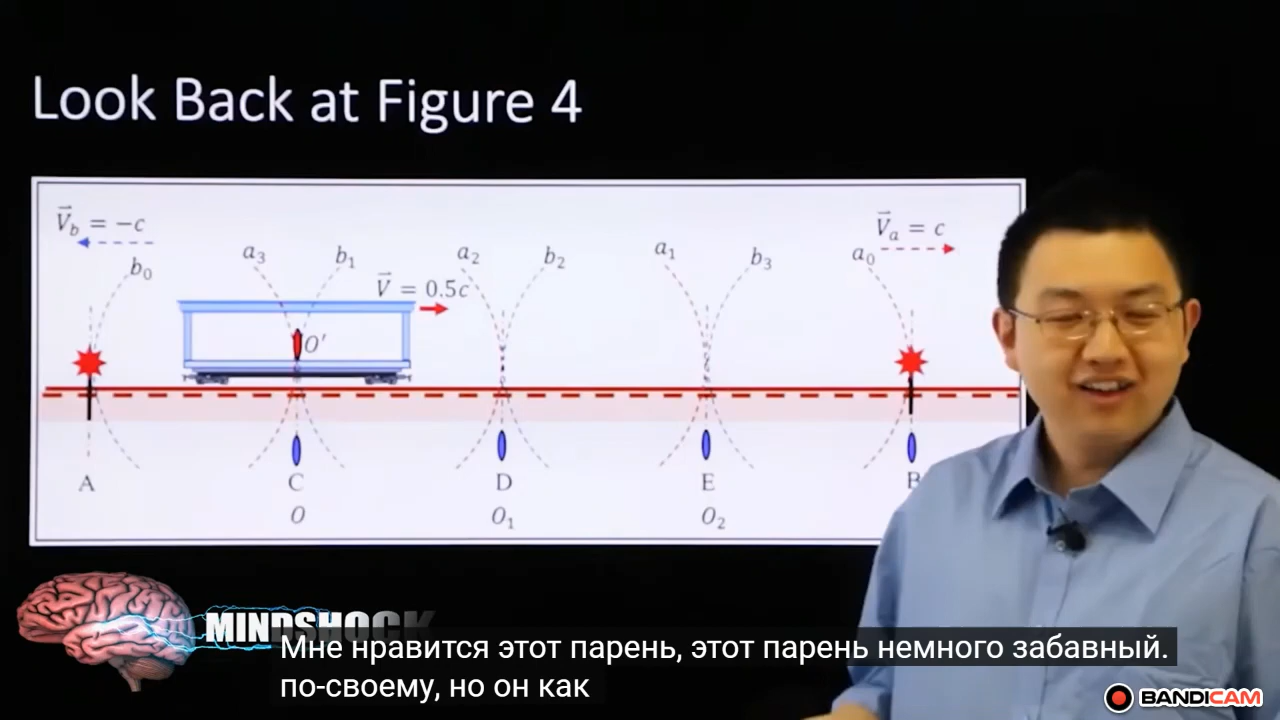 Look Back at Figure 4
V⃗b = −c
V⃗a = c
b0
a3
b1
a2
b2
a1
b3
a0
V⃗ = 0.5c
O′
A
C
D
E
B
O
O1
O2
MINDSHOCK
Мне нравится этот парень, этот парень немного забавный.
по-своему, но он как
BANDICAM